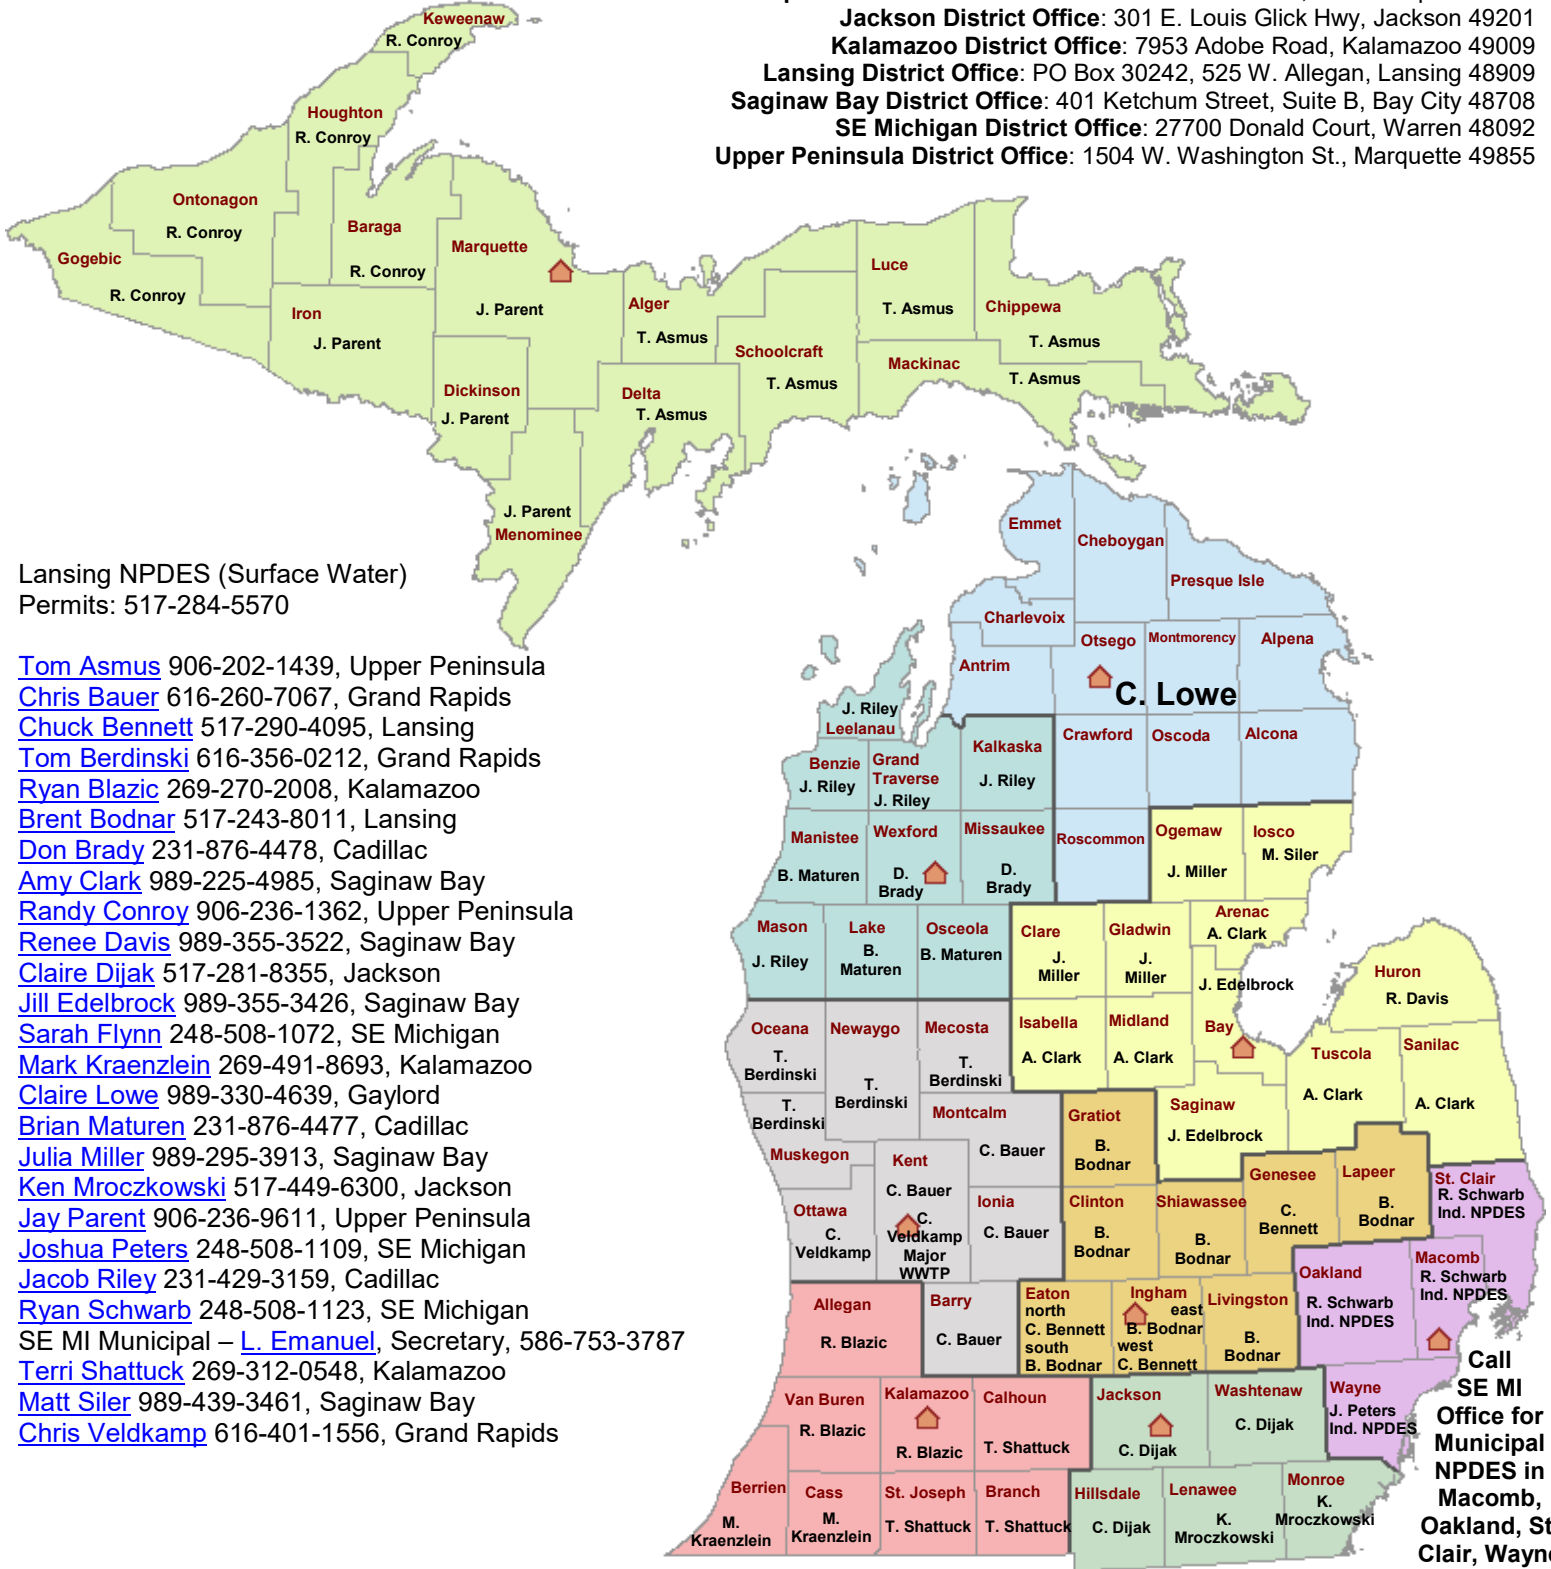 Jackson District Office: 301 E. Louis Glick Hwy, Jackson 49201
Kalamazoo District Office: 7953 Adobe Road, Kalamazoo 49009
Lansing District Office: PO Box 30242, 525 W. Allegan, Lansing 48909
Saginaw Bay District Office: 401 Ketchum Street, Suite B, Bay City 48708
SE Michigan District Office: 27700 Donald Court, Warren 48092
Upper Peninsula District Office: 1504 W. Washington St., Marquette 49855
Keweenaw
R. Conroy
Houghton
R. Conroy
Ontonagon
R. Conroy
Baraga
R. Conroy
Gogebic
R. Conroy
Marquette
J. Parent
Iron
J. Parent
Dickinson
J. Parent
J. Parent
Menominee
Alger
T. Asmus
Delta
T. Asmus
Schoolcraft
T. Asmus
Luce
T. Asmus
Chippewa
T. Asmus
Mackinac
T. Asmus
Lansing NPDES (Surface Water)
Permits: 517-284-5570
Tom Asmus 906-202-1439, Upper Peninsula
Chris Bauer 616-260-7067, Grand Rapids
Chuck Bennett 517-290-4095, Lansing
Tom Berdinski 616-356-0212, Grand Rapids
Ryan Blazic 269-270-2008, Kalamazoo
Brent Bodnar 517-243-8011, Lansing
Don Brady 231-876-4478, Cadillac
Amy Clark 989-225-4985, Saginaw Bay
Randy Conroy 906-236-1362, Upper Peninsula
Renee Davis 989-355-3522, Saginaw Bay
Claire Dijak 517-281-8355, Jackson
Jill Edelbrock 989-355-3426, Saginaw Bay
Sarah Flynn 248-508-1072, SE Michigan
Mark Kraenzlein 269-491-8693, Kalamazoo
Claire Lowe 989-330-4639, Gaylord
Brian Maturen 231-876-4477, Cadillac
Julia Miller 989-295-3913, Saginaw Bay
Ken Mroczkowski 517-449-6300, Jackson
Jay Parent 906-236-9611, Upper Peninsula
Joshua Peters 248-508-1109, SE Michigan
Jacob Riley 231-429-3159, Cadillac
Ryan Schwarb 248-508-1123, SE Michigan
SE MI Municipal – L. Emanuel, Secretary, 586-753-3787
Terri Shattuck 269-312-0548, Kalamazoo
Matt Siler 989-439-3461, Saginaw Bay
Chris Veldkamp 616-401-1556, Grand Rapids
Emmet
Cheboygan
Presque Isle
Charlevoix
Otsego
Montmorency
Alpena
Antrim
C. Lowe
Crawford
Oscoda
Alcona
Roscommon
J. Riley
Leelanau
Benzie
J. Riley
Grand
Traverse
J. Riley
Kalkaska
J. Riley
Manistee
B. Maturen
Wexford
D.
Brady
Missaukee
D.
Brady
Mason
J. Riley
Lake
B.
Maturen
Osceola
B. Maturen
Ogemaw
J. Miller
Iosco
M. Siler
Arenac
A. Clark
Clare
J.
Miller
Gladwin
J.
Miller
J. Edelbrock
Bay
Huron
R. Davis
Isabella
A. Clark
Midland
A. Clark
Tuscola
A. Clark
Sanilac
A. Clark
Saginaw
J. Edelbrock
Oceana
T.
Berdinski
Newaygo
T.
Berdinski
Mecosta
T.
Berdinski
T.
Berdinski
Muskegon
Montcalm
C. Bauer
Kent
C. Bauer
C.
Veldkamp
Major
WWTP
Ottawa
C.
Veldkamp
Ionia
C. Bauer
Barry
C. Bauer
Gratiot
B.
Bodnar
Clinton
B.
Bodnar
Shiawassee
B.
Bodnar
Genesee
C.
Bennett
Lapeer
B.
Bodnar
Eaton
north
C. Bennett
south
B. Bodnar
Ingham
east
B. Bodnar
west
C. Bennett
Livingston
B.
Bodnar
St. Clair
R. Schwarb
Ind. NPDES
Macomb
R. Schwarb
Ind. NPDES
Oakland
R. Schwarb
Ind. NPDES
Wayne
J. Peters
Ind. NPDES
Allegan
R. Blazic
Van Buren
R. Blazic
Kalamazoo
R. Blazic
Calhoun
T. Shattuck
Berrien
M.
Kraenzlein
Cass
M.
Kraenzlein
St. Joseph
T. Shattuck
Branch
T. Shattuck
Jackson
C. Dijak
Washtenaw
C. Dijak
Hillsdale
C. Dijak
Lenawee
K.
Mroczkowski
Monroe
K.
Mroczkowski
Call
SE MI
Office for
Municipal
NPDES in
Macomb,
Oakland, St
Clair, Wayne